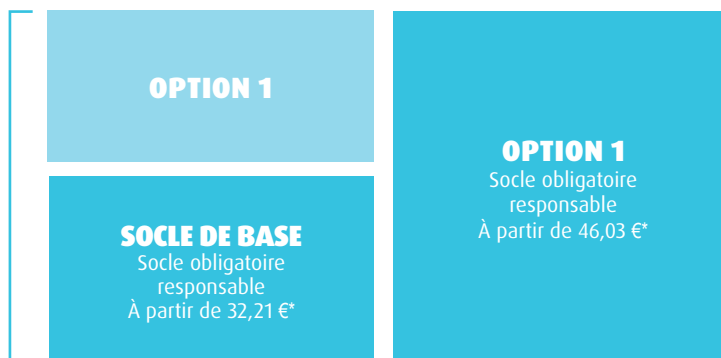 OPTION 1
SOCLE DE BASE
Socle obligatoire
responsable
À partir de 32,21 €*
OPTION 1
Socle obligatoire
responsable
À partir de 46,03 €*